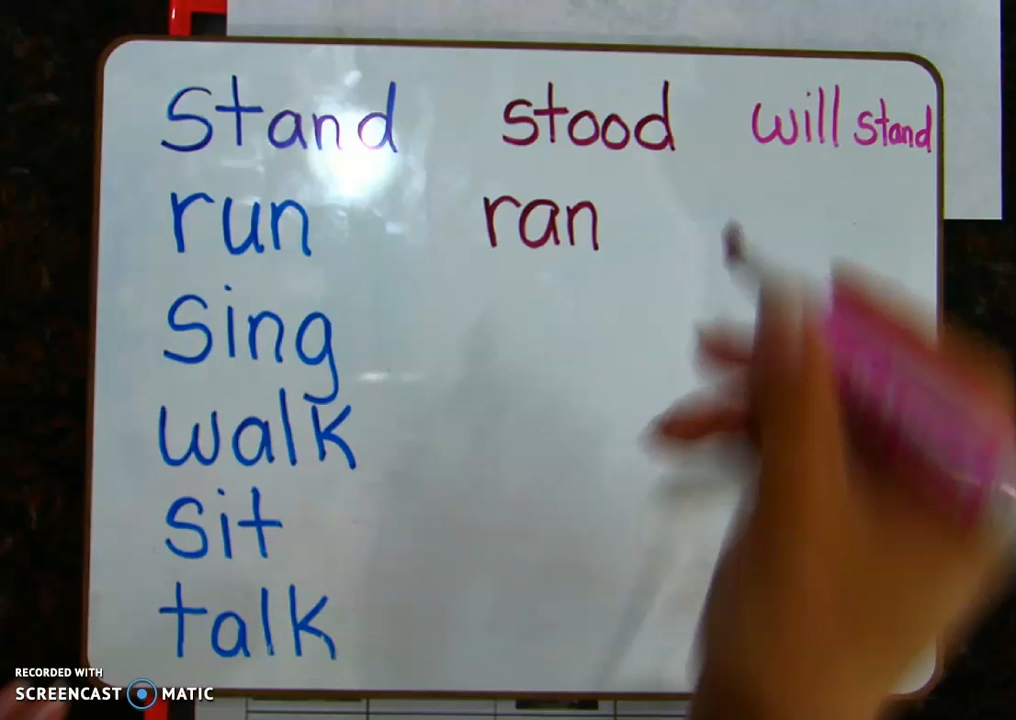 Stand stood will stand
run ran
Sing
walk
sit
talk
RECORDED WITH
SCREENCAST MATIC